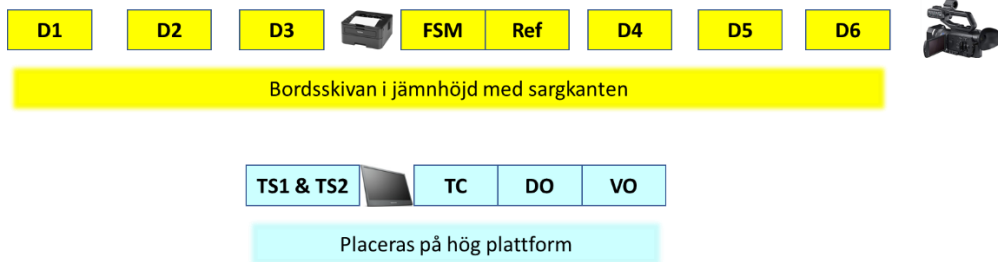 D1 D2 D3 FSM Ref D4 D5 D6
Bordsskivan i jämnhöjd med sargkanten
TS1 & TS2 TC DO VO
Placeras på hög plattform